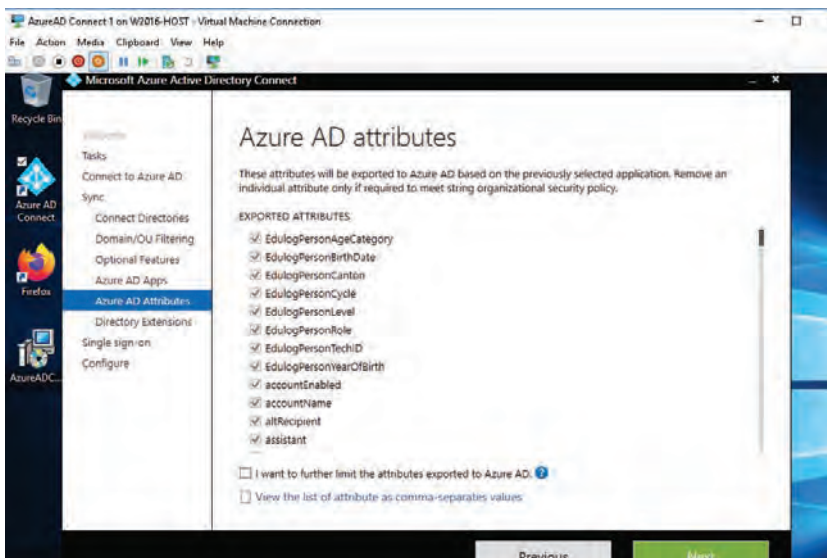 AzureAD Connect 1 on W2016-HOST - Virtual Machine Connection
File Action Media Clipboard View Help
Microsoft Azure Active Directory Connect
Recycle Bin
Azure AD
Connect
Firefox
AzureADC...
Welcome
Tasks
Connect to Azure AD
Sync
Connect Directories
Domain/OU Filtering
Optional Features
Azure AD Apps
Azure AD Attributes
Directory Extensions
Single sign-on
Configure
Azure AD attributes
These attributes will be exported to Azure AD based on the previously selected application. Remove an
individual attribute only if required to meet string organizational security policy.
EXPORTED ATTRIBUTES
EdulogPersonAgeCategory
EdulogPersonBirthDate
EdulogPersonCanton
EdulogPersonCycle
EdulogPersonLevel
EdulogPersonRole
EdulogPersonTechID
EdulogPersonYearOfBirth
accountEnabled
accountName
altRecipient
assistant
I want to further limit the attributes exported to Azure AD. ?
View the list of attribute as comma-separates values
Previous
Next